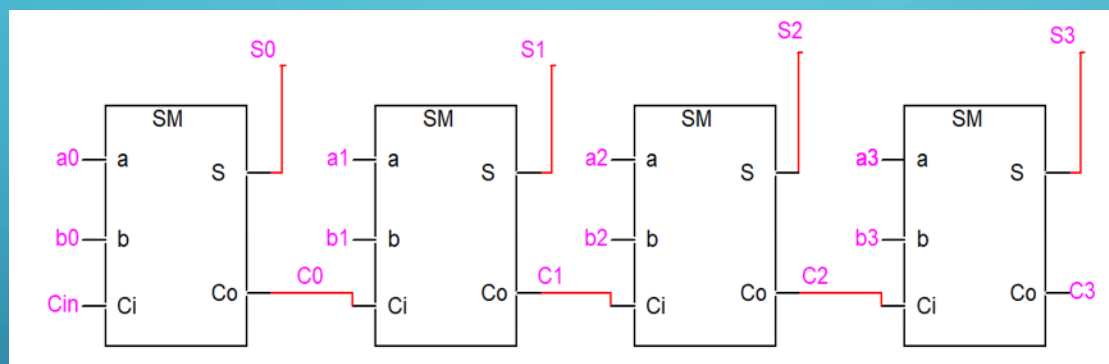 S0 S1 S2 S3
SM SM SM SM
a0 a a1 a a2 a a3 a
S S S S
b0 b b1 b b2 b b3 b
Cin Ci Co C0 Ci Co C1 Ci Co C2 Ci Co C3